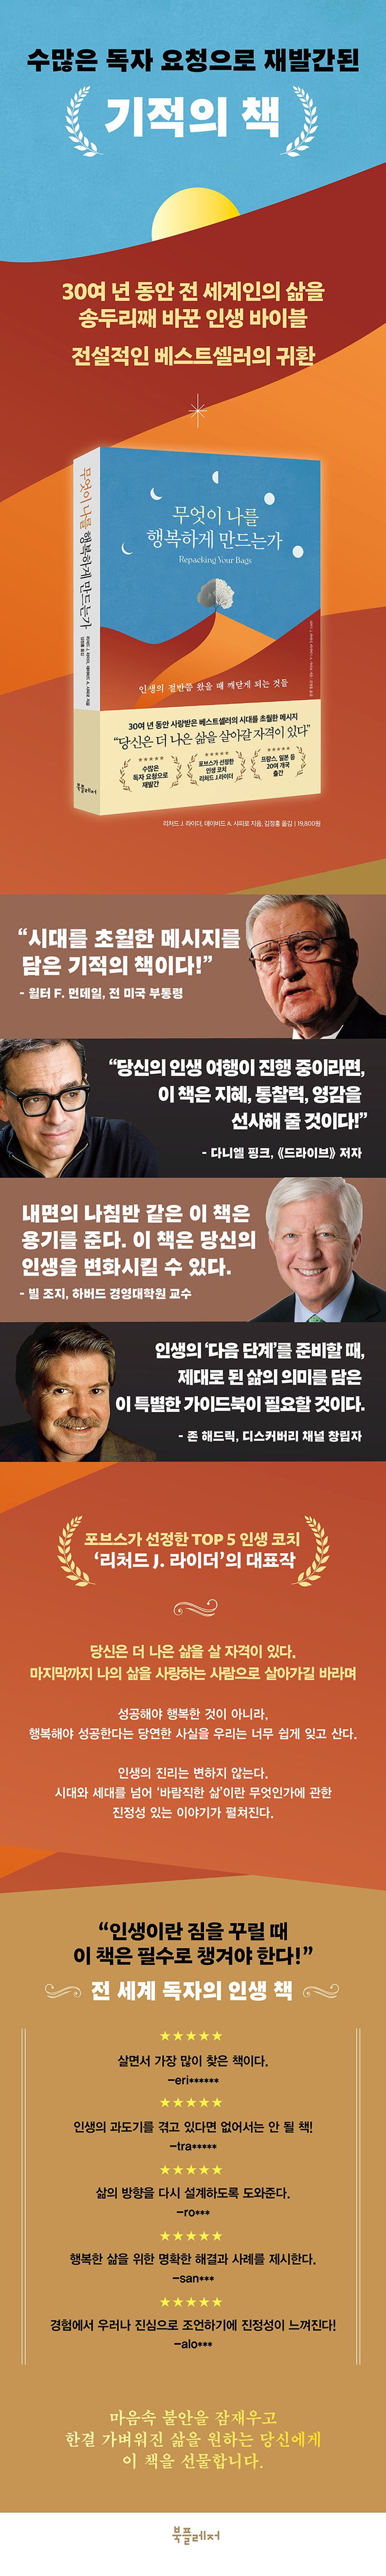 수많은 독자 요청으로 재발간된
기적의 책
30여 년 동안 전 세계인의 삶을
송두리째 바꾼 인생 바이블
전설적인 베스트셀러의 귀환
무엇이 나를 행복하게 만드는가
리처드 J. 라이더, 데이비드 A. 샤피로 지음
김정홍 옮김
북플레저
무엇이 나를
행복하게 만드는가
Repacking Your Bags
인생의 절반쯤 왔을 때 깨닫게 되는 것들
30여 년 동안 사랑받은 베스트셀러의 시대를 초월한 메시지
“당신은 더 나은 삶을 살아갈 자격이 있다”
★★★★★
수많은
독자 요청으로
재발간
★★★★★
포브스가 선정한
인생 코치
리처드 J.라이더
★★★★★
프랑스, 일본 등
20여 개국
출간
리처드 J. 라이더, 데이비드 A. 샤피로 지음, 김정홍 옮김 | 19,800원
“시대를 초월한 메시지를
담은 기적의 책이다!”
- 월터 F. 먼데일, 전 미국 부통령
“당신의 인생 여행이 진행 중이라면,
이 책은 지혜, 통찰력, 영감을
선사해 줄 것이다!”
- 다니엘 핑크, 《드라이브》 저자
내면의 나침반 같은 이 책은
용기를 준다. 이 책은 당신의
인생을 변화시킬 수 있다.
- 빌 조지, 하버드 경영대학원 교수
인생의 ‘다음 단계’를 준비할 때,
제대로 된 삶의 의미를 담은
이 특별한 가이드북이 필요할 것이다.
- 존 헤드릭, 디스커버리 채널 창립자
포브스가 선정한 TOP 5 인생 코치
‘리처드 J. 라이더’의 대표작
당신은 더 나은 삶을 살 자격이 있다.
마지막까지 나의 삶을 사랑하는 사람으로 살아가길 바라며
성공해야 행복한 것이 아니라,
행복해야 성공한다는 당연한 사실을 우리는 너무 쉽게 잊고 산다.
인생의 진리는 변하지 않는다.
시대와 세대를 넘어 ‘바람직한 삶’이란 무엇인가에 관한
진정성 있는 이야기가 펼쳐진다.
“인생이란 짐을 꾸릴 때
이 책은 필수로 챙겨야 한다!”
전 세계 독자의 인생 책
★★★★★
살면서 가장 많이 찾은 책이다.
-eri******
★★★★★
인생의 과도기를 겪고 있다면 없어서는 안 될 책!
-tra*****
★★★★★
삶의 방향을 다시 설계하도록 도와준다.
-ro***
★★★★★
행복한 삶을 위한 명확한 해결과 사례를 제시한다.
-san***
★★★★★
경험에서 우러나 진심으로 조언하기에 진정성이 느껴진다!
-alo***
마음속 불안을 잠재우고
한결 가벼워진 삶을 원하는 당신에게
이 책을 선물합니다.
북플레저